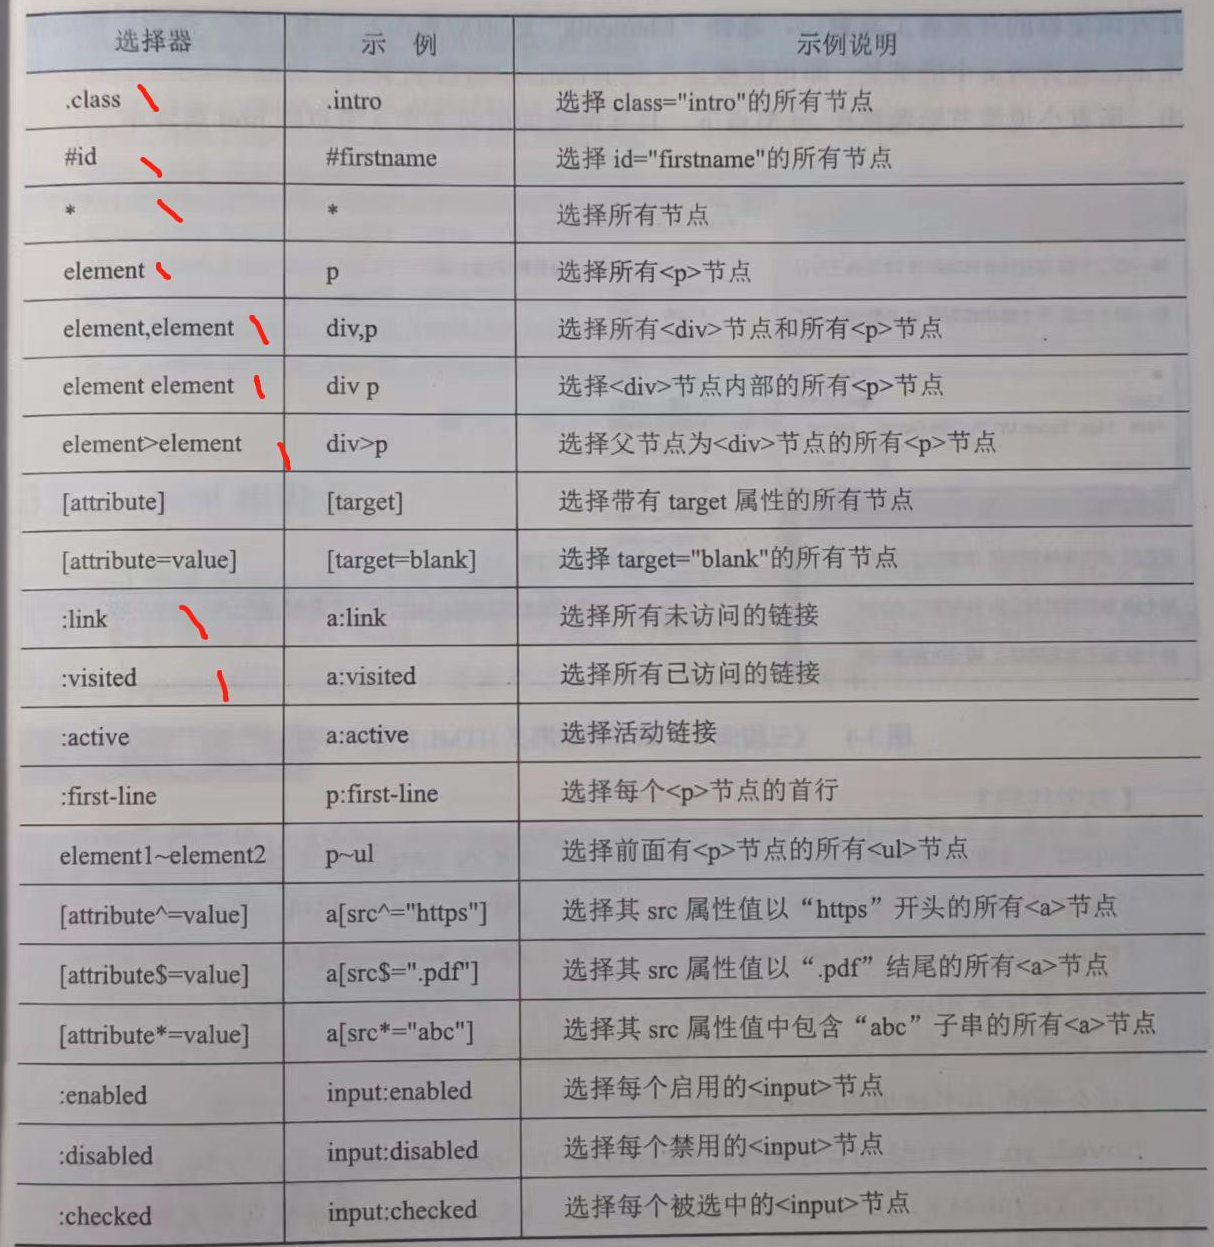 选择器 示 例 示例说明
.class .intro 选择 class="intro"的所有节点
#id #firstname 选择 id="firstname"的所有节点
* * 选择所有节点
element p 选择所有<p>节点
element,element div,p 选择所有<div>节点和所有<p>节点
element element div p 选择<div>节点内部的所有<p>节点
element>element div>p 选择父节点为<div>节点的所有<p>节点
[attribute] [target] 选择带有 target 属性的所有节点
[attribute=value] [target=blank] 选择 target="blank"的所有节点
:link a:link 选择所有未访问的链接
:visited a:visited 选择所有已访问的链接
:active a:active 选择活动链接
:first-line p:first-line 选择每个<p>节点的首行
element1~element2 p~ul 选择前面有<p>节点的所有<ul>节点
[attribute^=value] a[src^="https"] 选择其 src 属性值以“https”开头的所有<a>节点
[attribute$=value] a[src$=".pdf"] 选择其 src 属性值以“.pdf”结尾的所有<a>节点
[attribute*=value] a[src*="abc"] 选择其 src 属性值中包含“abc”子串的所有<a>节点
:enabled input:enabled 选择每个启用的<input>节点
:disabled input:disabled 选择每个禁用的<input>节点
:checked input:checked 选择每个被选中的<input>节点